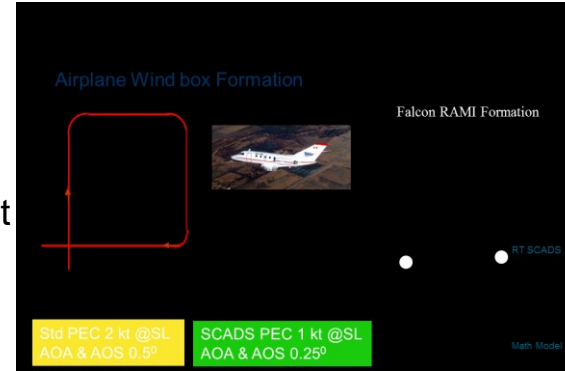 Airplane Wind box Formation
Falcon RAMI Formation
t
RT SCADS
Std PEC 2 kt @SL
AOA & AOS 0.5⁰
SCADS PEC 1 kt @SL
AOA & AOS 0.25⁰
Math Model